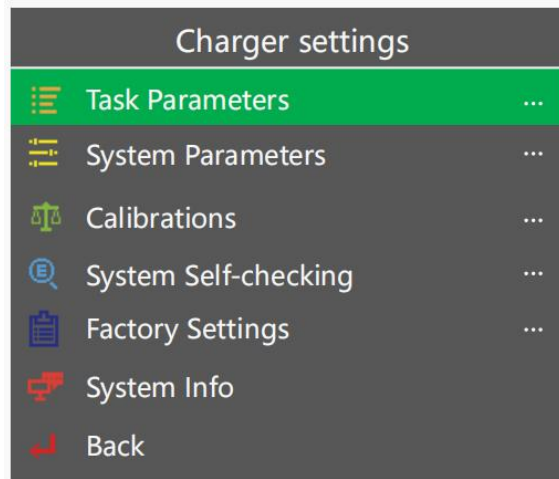 Charger settings
Task Parameters ...
System Parameters ...
Calibrations ...
System Self-checking ...
Factory Settings ...
System Info
Back